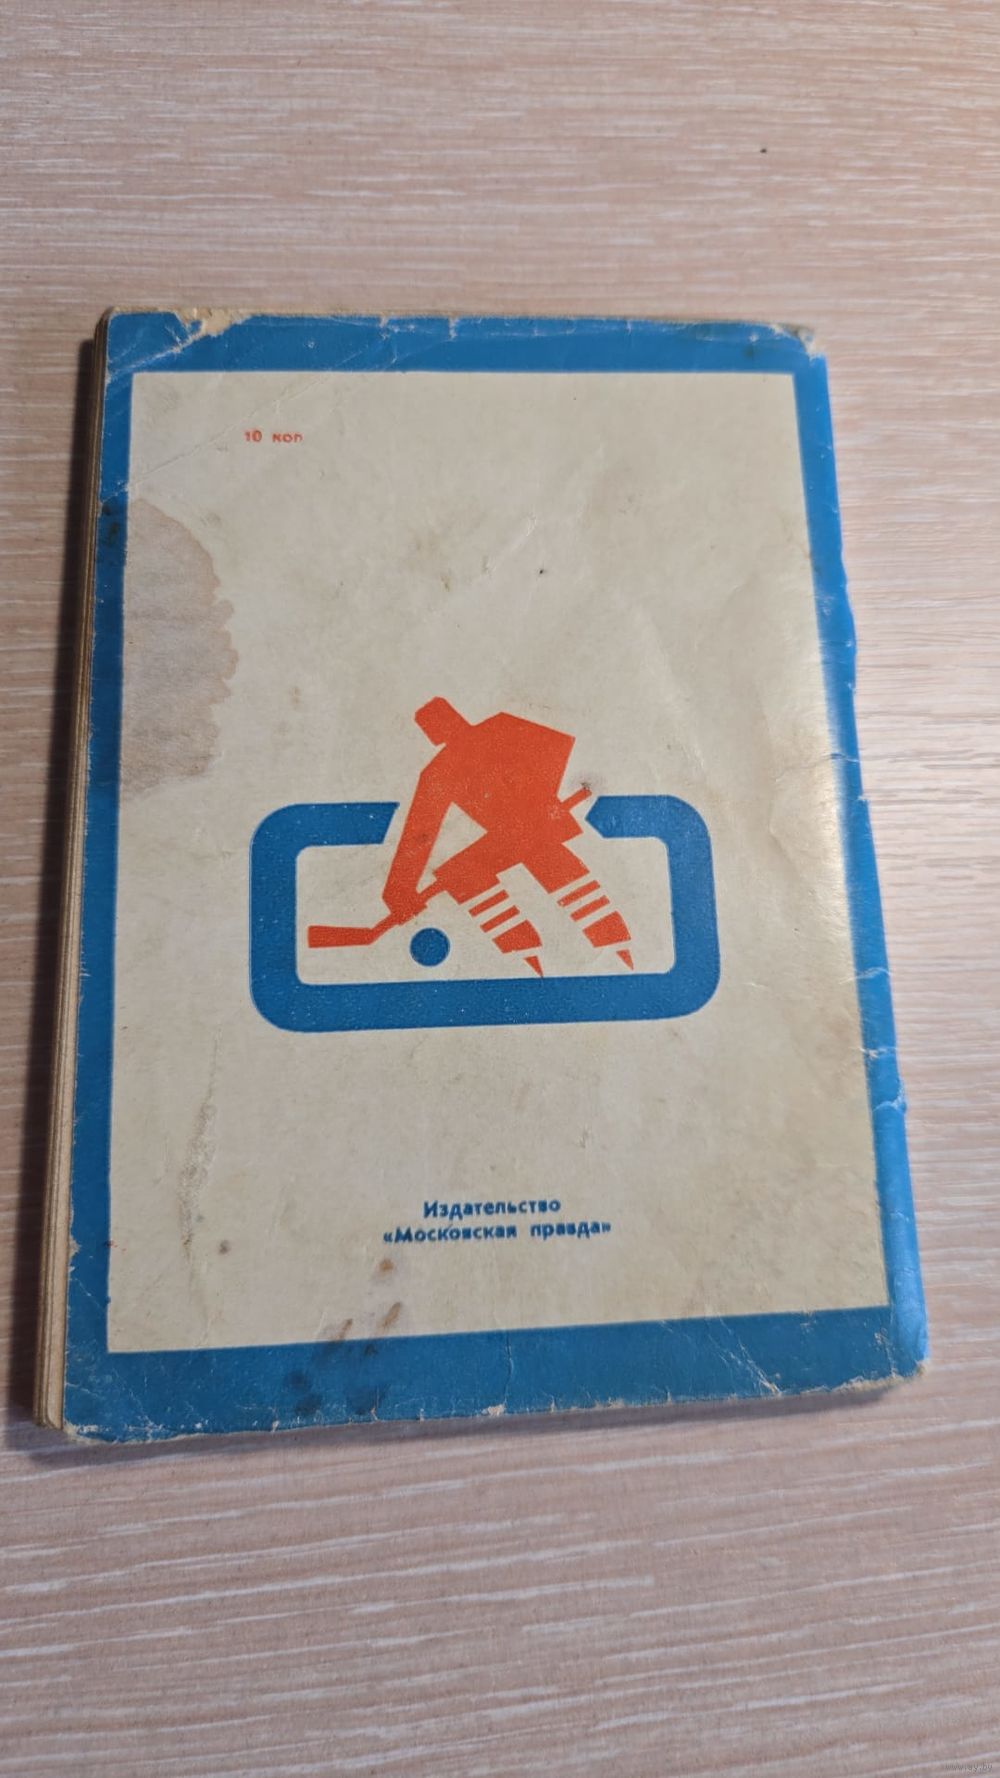 10 коп
Издательство
«Московская правда»